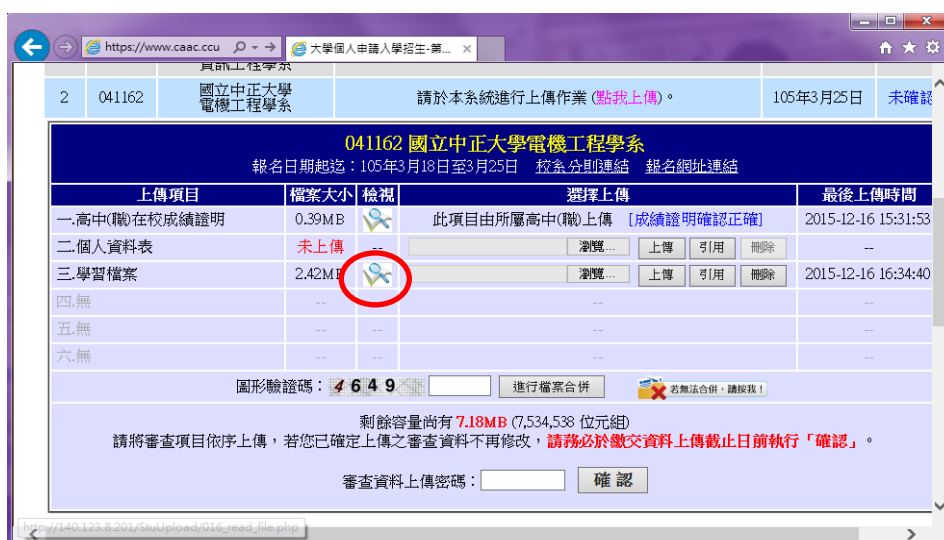 https://www.caac.ccu
大學個人申請入學招生-第...
資訊工程學系
2 041162 國立中正大學 電機工程學系 請於本系統進行上傳作業 (點我上傳)。 105年3月25日 未確認
041162 國立中正大學電機工程學系
報名日期起迄：105年3月18日至3月25日 校系分則連結 報名網址連結
上傳項目 檔案大小 檢視 選擇上傳 最後上傳時間
一.高中(職)在校成績證明 0.39MB 此項目由所屬高中(職)上傳 [成績證明確認正確] 2015-12-16 15:31:53
二.個人資料表 未上傳 -- 瀏覽... 上傳 引用 刪除 --
三.學習檔案 2.42MB 瀏覽... 上傳 引用 刪除 2015-12-16 16:34:40
四.無 -- -- -- --
五.無 -- -- -- --
六.無 -- -- -- --
圖形驗證碼： 4 6 4 9 進行檔案合併 若無法合併，請按我！
剩餘容量尚有 7.18MB (7,534,538 位元組)
請將審查項目依序上傳，若您已確定上傳之審查資料不再修改，請務必於繳交資料上傳截止日前執行「確認」。
審查資料上傳密碼： 確認
http://140.123.8.201/StuUpload/016_read_file.php